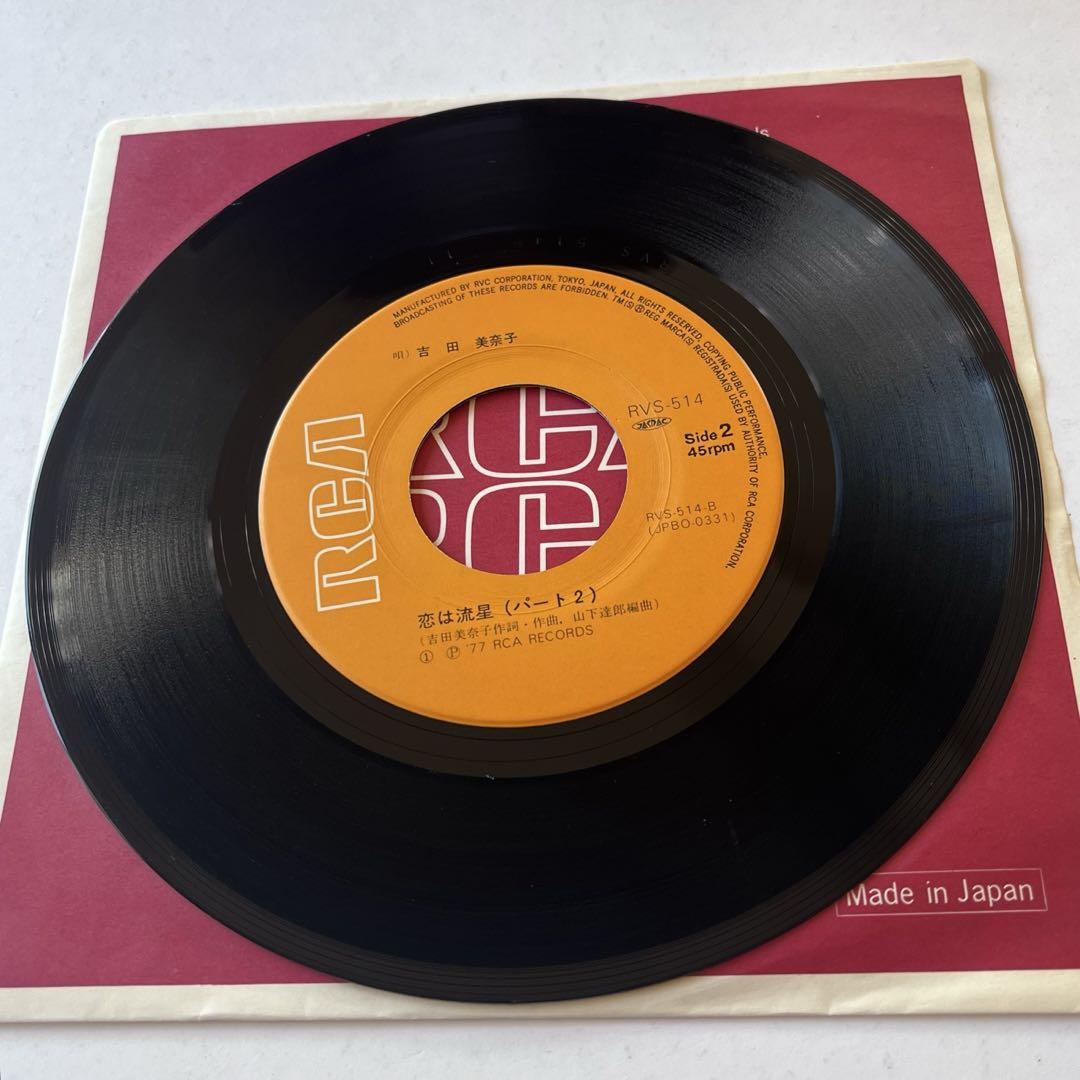 MANUFACTURED BY RVC CORPORATION, TOKYO, JAPAN. ALL RIGHTS RESERVED. COPYING PUBLIC PERFORMANCE,
BROADCASTING OF THESE RECORDS ARE FORBIDDEN. TM(S) ® REG MARCA(S) REGISTRADA(S) USED BY AUTHORITY OF RCA CORPORATION.
唄) 吉田 美奈子
RCA
RVS-514
JASRAC
Side 2
45rpm
RVS-514-B
(JPBO-0331)
恋は流星 (パート2)
(吉田美奈子作詞・作曲, 山下達郎編曲)
① Ⓟ '77 RCA RECORDS
Made in Japan